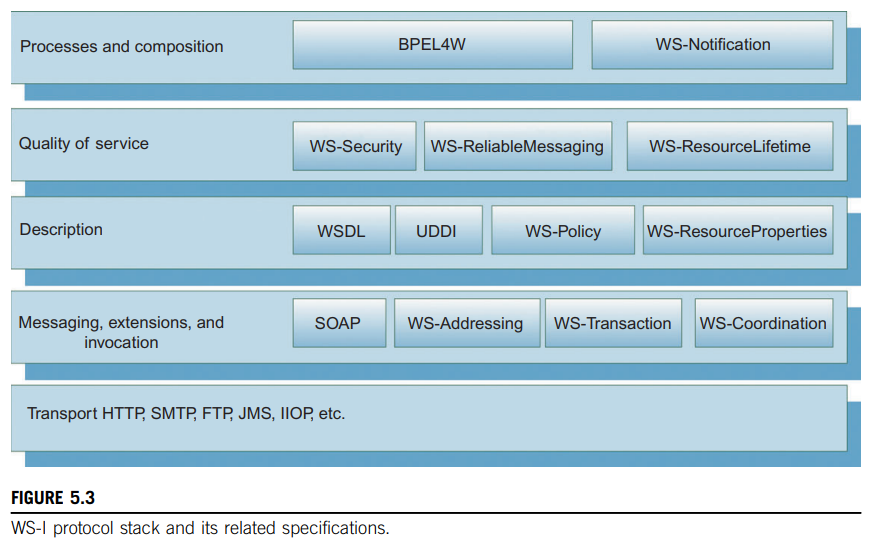 Processes and composition
BPEL4W
WS-Notification
Quality of service
WS-Security
WS-ReliableMessaging
WS-ResourceLifetime
Description
WSDL
UDDI
WS-Policy
WS-ResourceProperties
Messaging, extensions, and
invocation
SOAP
WS-Addressing
WS-Transaction
WS-Coordination
Transport HTTP, SMTP, FTP, JMS, IIOP, etc.
FIGURE 5.3
WS-I protocol stack and its related specifications.